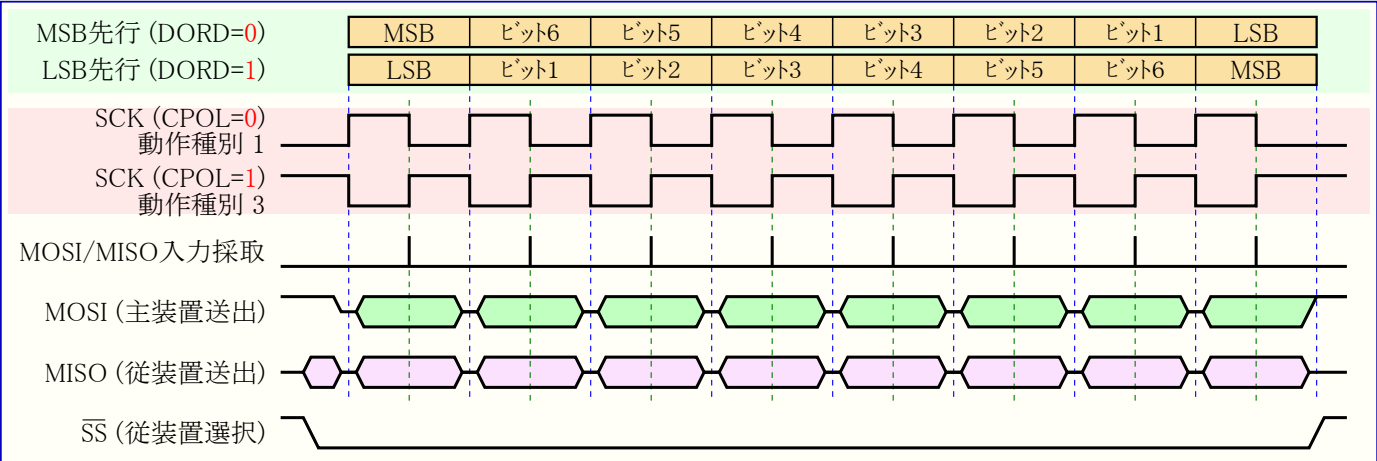 MSB先行 (DORD=0) MSB ビット6 ビット5 ビット4 ビット3 ビット2 ビット1 LSB
LSB先行 (DORD=1) LSB ビット1 ビット2 ビット3 ビット4 ビット5 ビット6 MSB
SCK (CPOL=0)
動作種別 1
SCK (CPOL=1)
動作種別 3
MOSI/MISO入力採取
MOSI (主装置送出)
MISO (従装置送出)
S̅S̅ (従装置選択)